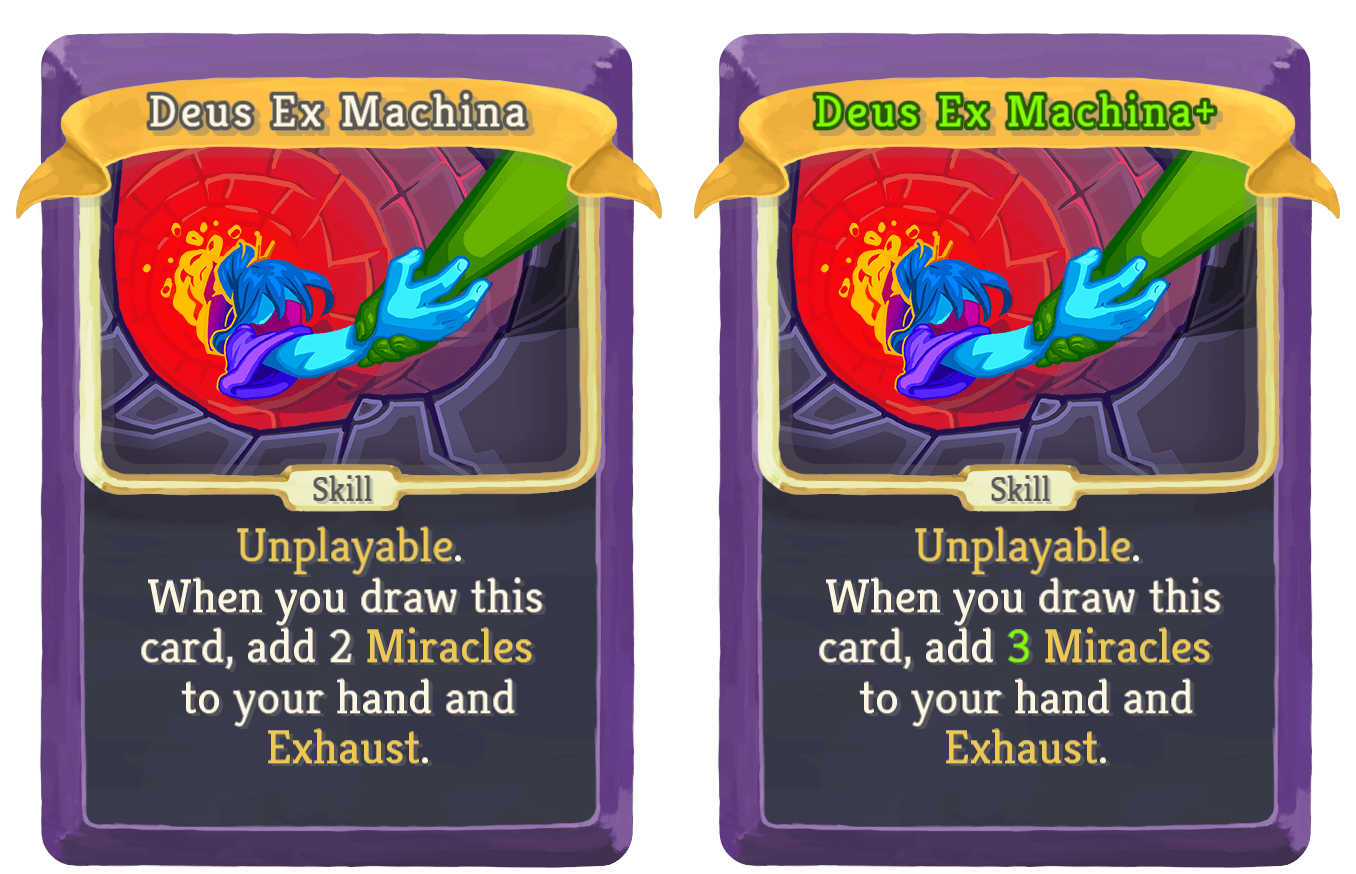 Deus Ex Machina
Skill
Unplayable.
When you draw this
card, add 2 Miracles
to your hand and
Exhaust.
Deus Ex Machina+
Skill
Unplayable.
When you draw this
card, add 3 Miracles
to your hand and
Exhaust.